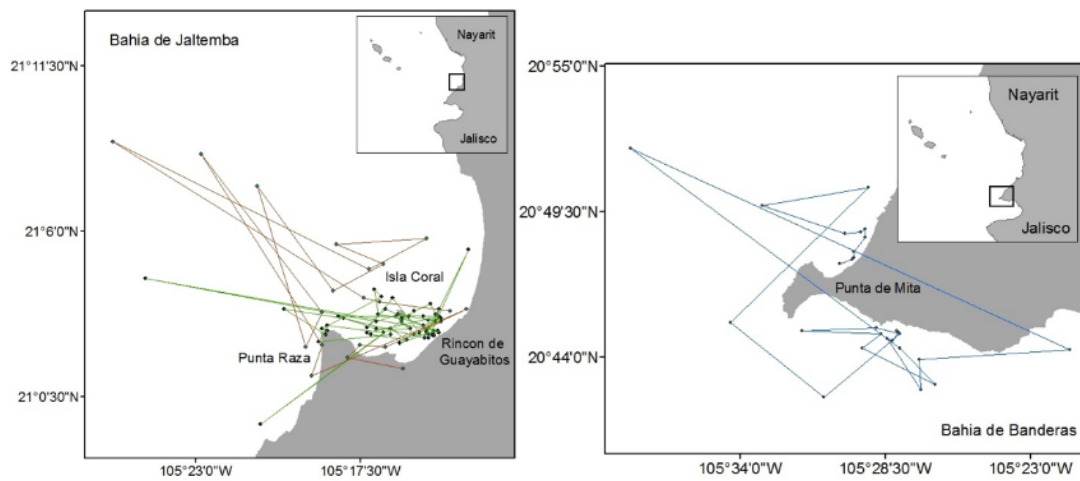 Bahia de Jaltemba
Nayarit
Jalisco
21°11'30"N
21°6'0"N
21°0'30"N
Isla Coral
Punta Raza
Rincon de
Guayabitos
105°23'0"W
105°17'30"W
20°55'0"N
20°49'30"N
20°44'0"N
Nayarit
Jalisco
Punta de Mita
Bahia de Banderas
105°34'0"W
105°28'30"W
105°23'0"W